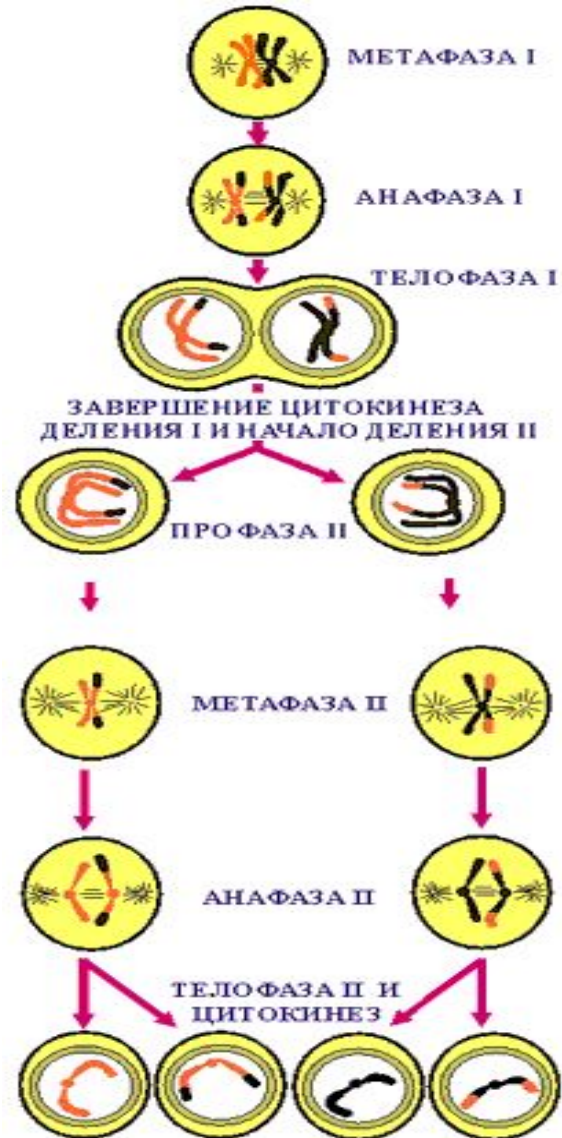 МЕТАФАЗА I
АНАФАЗА I
ТЕЛОФАЗА I
ЗАВЕРШЕНИЕ ЦИТОКИНЕЗА
ДЕЛЕНИЯ I И НАЧАЛО ДЕЛЕНИЯ II
ПРОФАЗА II
МЕТАФАЗА II
АНАФАЗА II
ТЕЛОФАЗА II И
ЦИТОКИНЕЗ